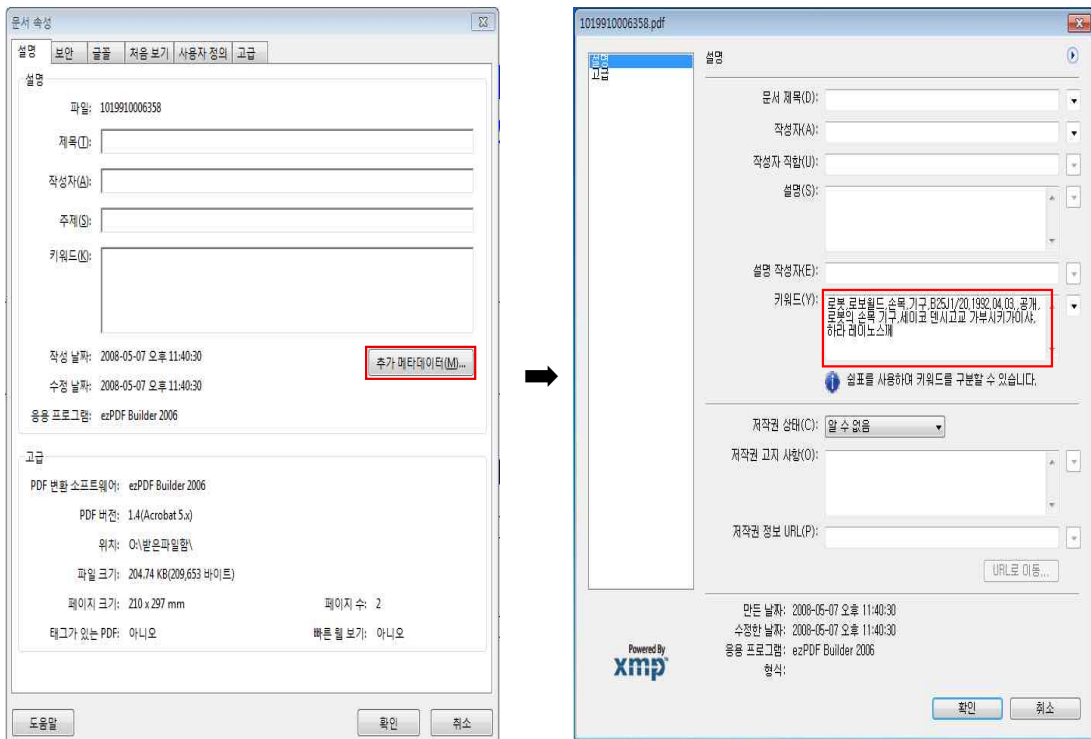 문서 속성
설명 보안 글꼴 처음 보기 사용자 정의 고급
설명
파일: 1019910006358
제목(T):
작성자(A):
주제(S):
키워드(K):
작성 날짜: 2008-05-07 오후 11:40:30
추가 메타데이터(M)...
수정 날짜: 2008-05-07 오후 11:40:30
응용 프로그램: ezPDF Builder 2006
고급
PDF 변환 소프트웨어: ezPDF Builder 2006
PDF 버전: 1.4(Acrobat 5.x)
위치: O:\받은파일함\
파일 크기: 204.74 KB(209,653 바이트)
페이지 크기: 210 x 297 mm 페이지 수: 2
태그가 있는 PDF: 아니오 빠른 웹 보기: 아니오
도움말 확인 취소
1019910006358.pdf
설명
고급
설명
문서 제목(D):
작성자(A):
작성자 직함(U):
설명(S):
설명 작성자(E):
키워드(Y):
로봇,로보월드,손목,기구,B25J1/20,1992,04,03,,공개,
로봇의 손목 기구,세이코 덴시고교 가부시키가이샤,
하라 레이노스께
쉼표를 사용하여 키워드를 구분할 수 있습니다.
저작권 상태(C): 알 수 없음
저작권 고지 사항(O):
저작권 정보 URL(P):
URL로 이동...
만든 날짜: 2008-05-07 오후 11:40:30
수정한 날짜: 2008-05-07 오후 11:40:30
응용 프로그램: ezPDF Builder 2006
형식:
Powered By
xmp
확인 취소